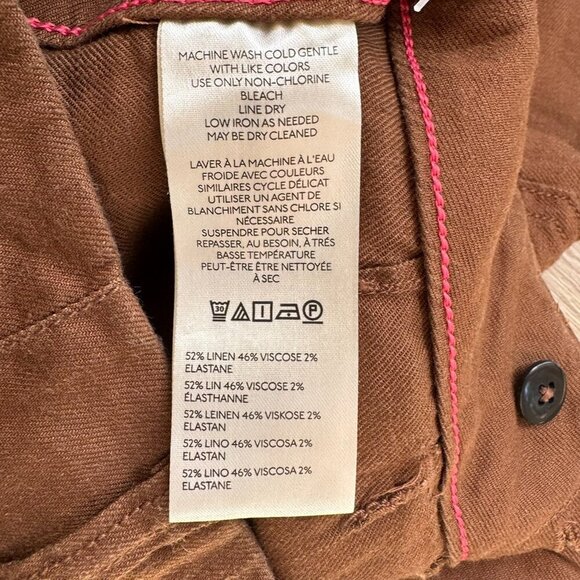 MACHINE WASH COLD GENTLE
WITH LIKE COLORS
USE ONLY NON-CHLORINE
BLEACH
LINE DRY
LOW IRON AS NEEDED
MAY BE DRY CLEANED
LAVER À LA MACHINE À L'EAU
FROIDE AVEC COULEURS
SIMILAIRES CYCLE DÉLICAT
UTILISER UN AGENT DE
BLANCHIMENT SANS CHLORE SI
NÉCESSAIRE
SUSPENDRE POUR SECHER
REPASSER, AU BESOIN, À TRÉS
BASSE TEMPÉRATURE
PEUT-ÊTRE ÊTRE NETTOYÉE
À SEC
30 P
52% LINEN 46% VISCOSE 2%
ELASTANE
52% LIN 46% VISCOSE 2%
ÉLASTHANNE
52% LEINEN 46% VISKOSE 2%
ELASTAN
52% LINO 46% VISCOSA 2%
ELASTAN
52% LINO 46% VISCOSA 2%
ELASTANE